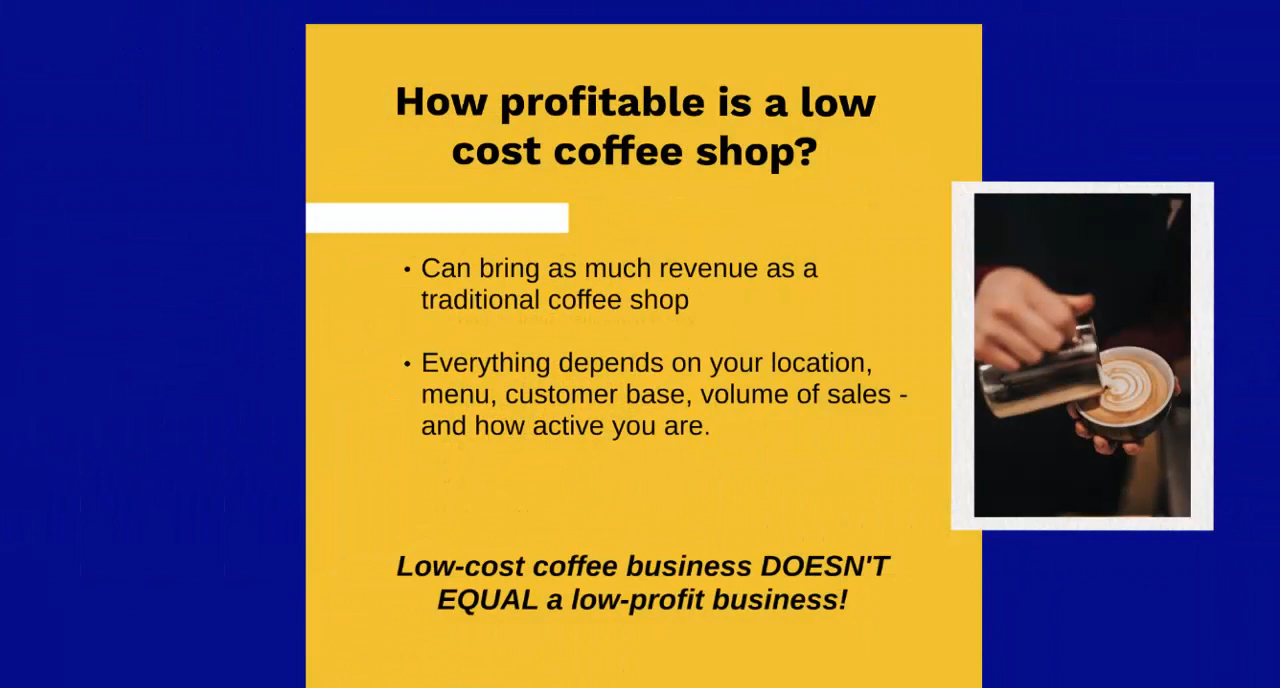 How profitable is a low
cost coffee shop?
• Can bring as much revenue as a
traditional coffee shop
• Everything depends on your location,
menu, customer base, volume of sales -
and how active you are.
Low-cost coffee business DOESN'T
EQUAL a low-profit business!